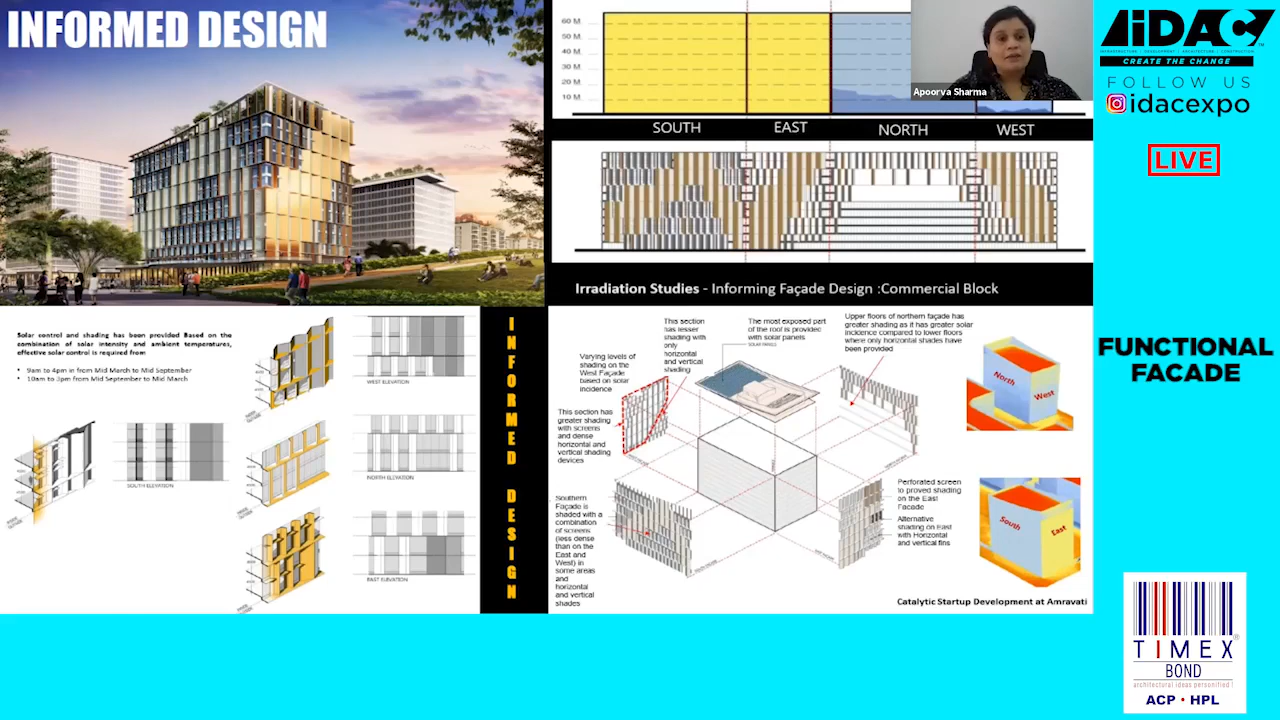 INFORMED DESIGN
60 M
50 M
40 M
30 M
20 M
10 M
SOUTH
EAST
NORTH
WEST
Apoorva Sharma
Irradiation Studies - Informing Façade Design :Commercial Block
Solar control and shading has been provided Based on the
combination of solar intensity and ambient temperatures,
effective solar control is required from
• 9am to 4pm in from Mid March to Mid September
• 10am to 3pm from Mid September to Mid March
SOUTH ELEVATION
WEST ELEVATION
NORTH ELEVATION
EAST ELEVATION
INFORMED DESIGN
This section
has lesser
shading with
only
horizontal
and vertical
shading
The most exposed part
of the roof is provided
with solar panels
SOLAR PANELS
Upper floors of northern façade has
greater shading as it has greater solar
incidence compared to lower floors
where only horizontal shades have
been provided
Varying levels of
shading on the
West Façade
based on solar
incidence
This section has
greater shading
with screens
and dense
horizontal and
vertical shading
devices
Southern
Façade is
shaded with a
combination
of screens
(less dense
than on the
East and
West) in
some areas
and
horizontal
and vertical
shades
Perforated screen
to proved shading
on the East
Facade
Alternative
shading on East
with Horizontal
and vertical fins
North
West
South
East
Catalytic Startup Development at Amravati
AIDAC
INFRASTRUCTURE | DEVELOPMENT | ARCHITECTURE | CONSTRUCTION
CREATE THE CHANGE
FOLLOW US
idacexpo
LIVE
FUNCTIONAL
FACADE
TIMEX
BOND
architectural ideas personified!
ACP • HPL